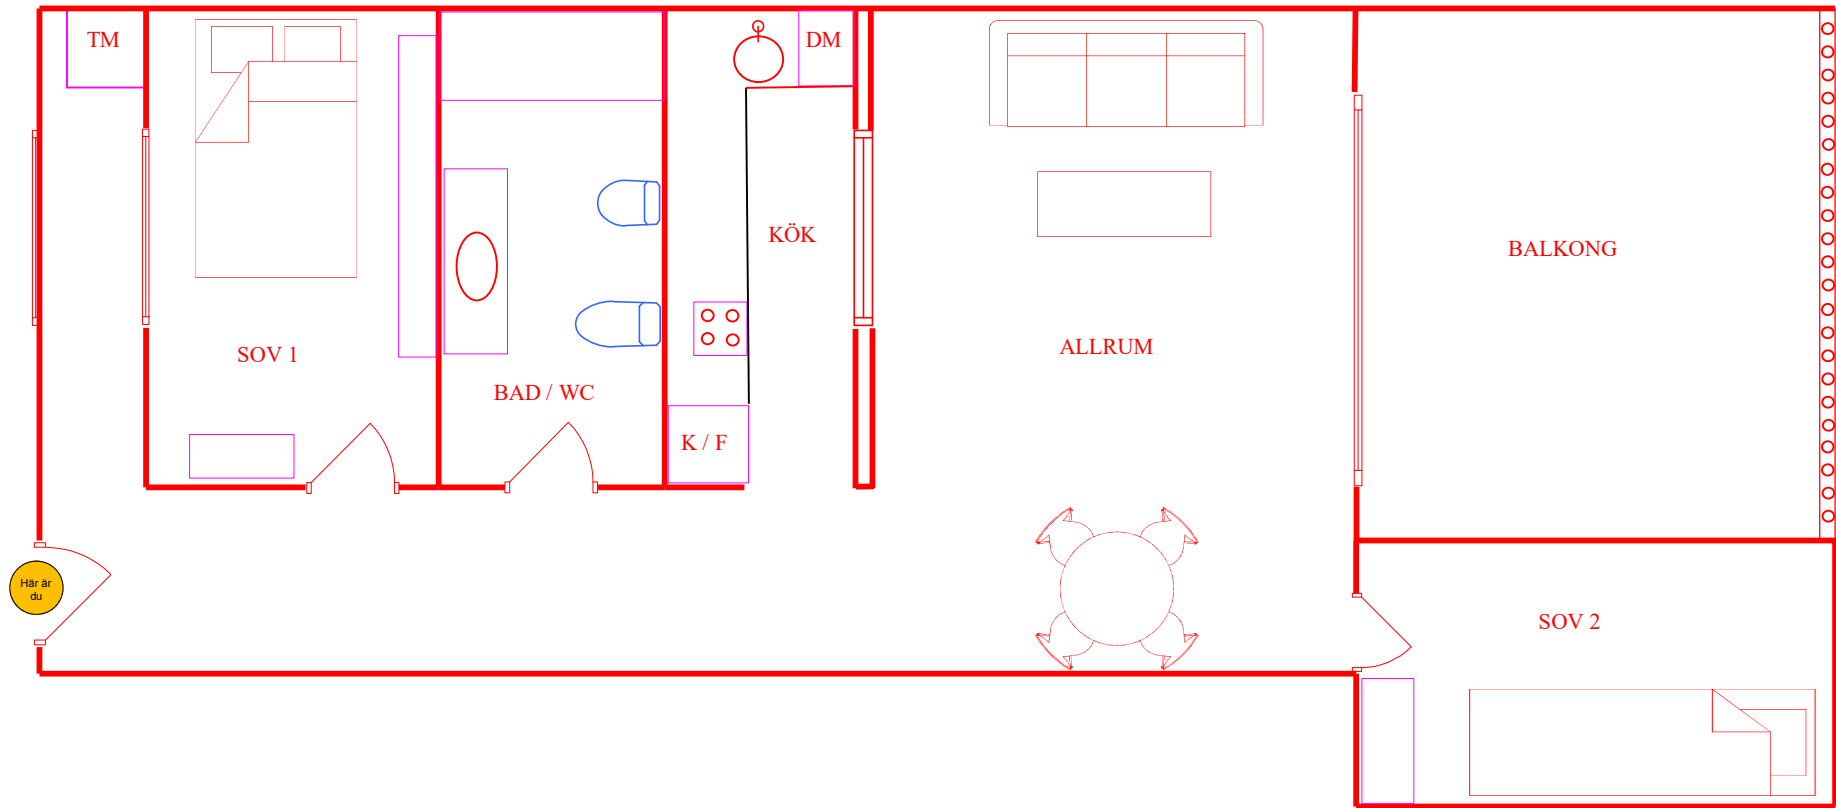 TM
DM
KÖK
BALKONG
SOV 1
ALLRUM
BAD / WC
K / F
Här är
du
SOV 2